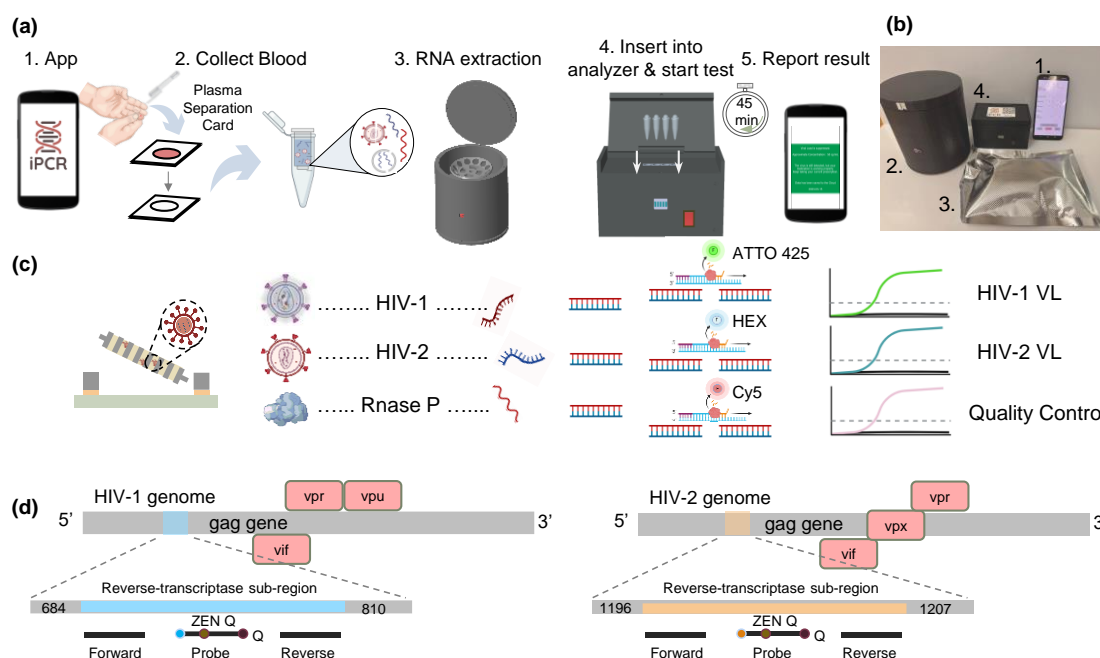 (a)
1. App
2. Collect Blood
3. RNA extraction
4. Insert into
analyzer & start test
5. Report result
Plasma
Separation
Card
iPCR
45
min
(b)
1.
2.
3.
4.
(c)
HIV-1
HIV-2
Rnase P
ATTO 425
HEX
Cy5
HIV-1 VL
HIV-2 VL
Quality Control
(d)
HIV-1 genome
5’
gag gene
3’
vpr
vpu
vif
Reverse-transcriptase sub-region
684
810
ZEN Q
Q
Forward
Probe
Reverse
HIV-2 genome
5’
gag gene
3’
vpr
vpx
vif
Reverse-transcriptase sub-region
1196
1207
ZEN Q
Q
Forward
Probe
Reverse